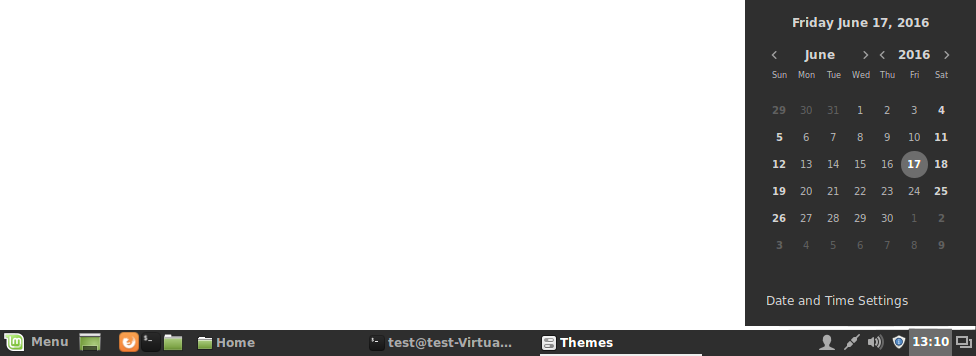 Friday June 17, 2016
< June > < 2016 >
Sun Mon Tue Wed Thu Fri Sat
29 30 31 1 2 3 4
5 6 7 8 9 10 11
12 13 14 15 16 17 18
19 20 21 22 23 24 25
26 27 28 29 30 1 2
3 4 5 6 7 8 9
Date and Time Settings
Menu Home test@test-Virtua... Themes 13:10